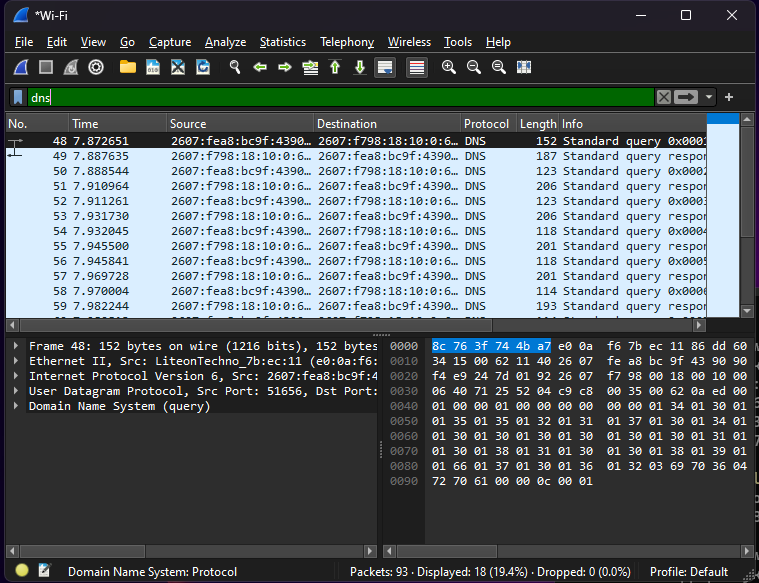 *Wi-Fi
File Edit View Go Capture Analyze Statistics Telephony Wireless Tools Help
dns
No. Time Source Destination Protocol Length Info
48 7.872651 2607:fea8:bc9f:4390… 2607:f798:18:10:0:6… DNS 152 Standard query 0x0001
49 7.887635 2607:f798:18:10:0:6… 2607:fea8:bc9f:4390… DNS 187 Standard query respor
50 7.888544 2607:fea8:bc9f:4390… 2607:f798:18:10:0:6… DNS 123 Standard query 0x0002
51 7.910964 2607:f798:18:10:0:6… 2607:fea8:bc9f:4390… DNS 206 Standard query respor
52 7.911261 2607:fea8:bc9f:4390… 2607:f798:18:10:0:6… DNS 123 Standard query 0x0003
53 7.931730 2607:f798:18:10:0:6… 2607:fea8:bc9f:4390… DNS 206 Standard query respor
54 7.932045 2607:fea8:bc9f:4390… 2607:f798:18:10:0:6… DNS 118 Standard query 0x0004
55 7.945500 2607:f798:18:10:0:6… 2607:fea8:bc9f:4390… DNS 201 Standard query respor
56 7.945841 2607:fea8:bc9f:4390… 2607:f798:18:10:0:6… DNS 118 Standard query 0x0005
57 7.969728 2607:f798:18:10:0:6… 2607:fea8:bc9f:4390… DNS 201 Standard query respor
58 7.970004 2607:fea8:bc9f:4390… 2607:f798:18:10:0:6… DNS 114 Standard query 0x0006
59 7.982244 2607:f798:18:10:0:6… 2607:fea8:bc9f:4390… DNS 193 Standard query respor
Frame 48: 152 bytes on wire (1216 bits), 152 bytes
Ethernet II, Src: LiteonTechno_7b:ec:11 (e0:0a:f6:
Internet Protocol Version 6, Src: 2607:fea8:bc9f:4
User Datagram Protocol, Src Port: 51656, Dst Port:
Domain Name System (query)
0000 8c 76 3f 74 4b a7 e0 0a f6 7b ec 11 86 dd 60
0010 34 15 00 62 11 40 26 07 fe a8 bc 9f 43 90 90
0020 f4 e9 24 7d 01 92 26 07 f7 98 00 18 00 10 00
0030 06 40 71 25 52 04 c9 c8 00 35 00 62 0a ed 00
0040 01 00 00 01 00 00 00 00 00 00 01 34 01 30 01
0050 01 35 01 35 01 32 01 31 01 37 01 30 01 34 01
0060 01 30 01 30 01 30 01 30 01 30 01 30 01 31 01
0070 01 30 01 38 01 31 01 30 01 30 01 38 01 39 01
0080 01 66 01 37 01 30 01 36 01 32 03 69 70 36 04
0090 72 70 61 00 00 0c 00 01
Domain Name System: Protocol Packets: 93 · Displayed: 18 (19.4%) · Dropped: 0 (0.0%) Profile: Default